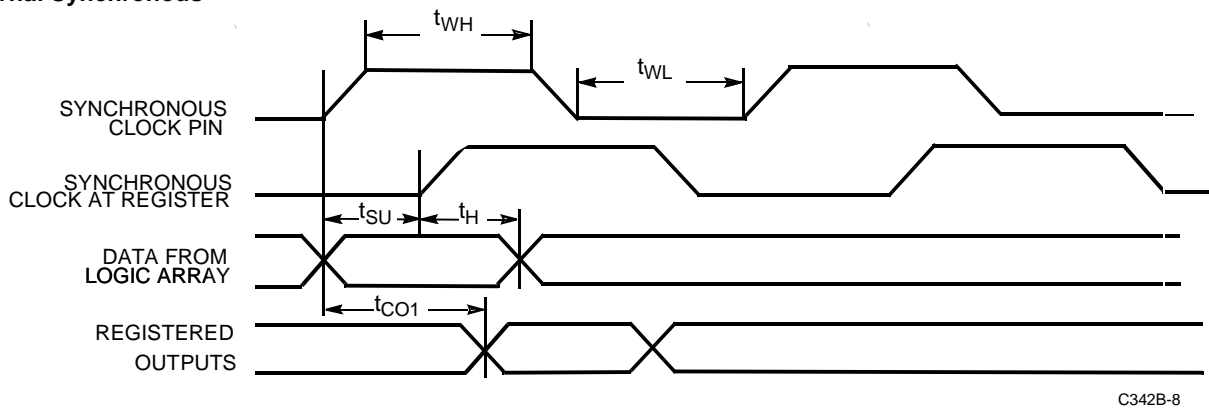 tWH
tWL
SYNCHRONOUS
CLOCK PIN
SYNCHRONOUS
CLOCK AT REGISTER
tSU
tH
DATA FROM
LOGIC ARRAY
tCO1
REGISTERED
OUTPUTS
C342B-8